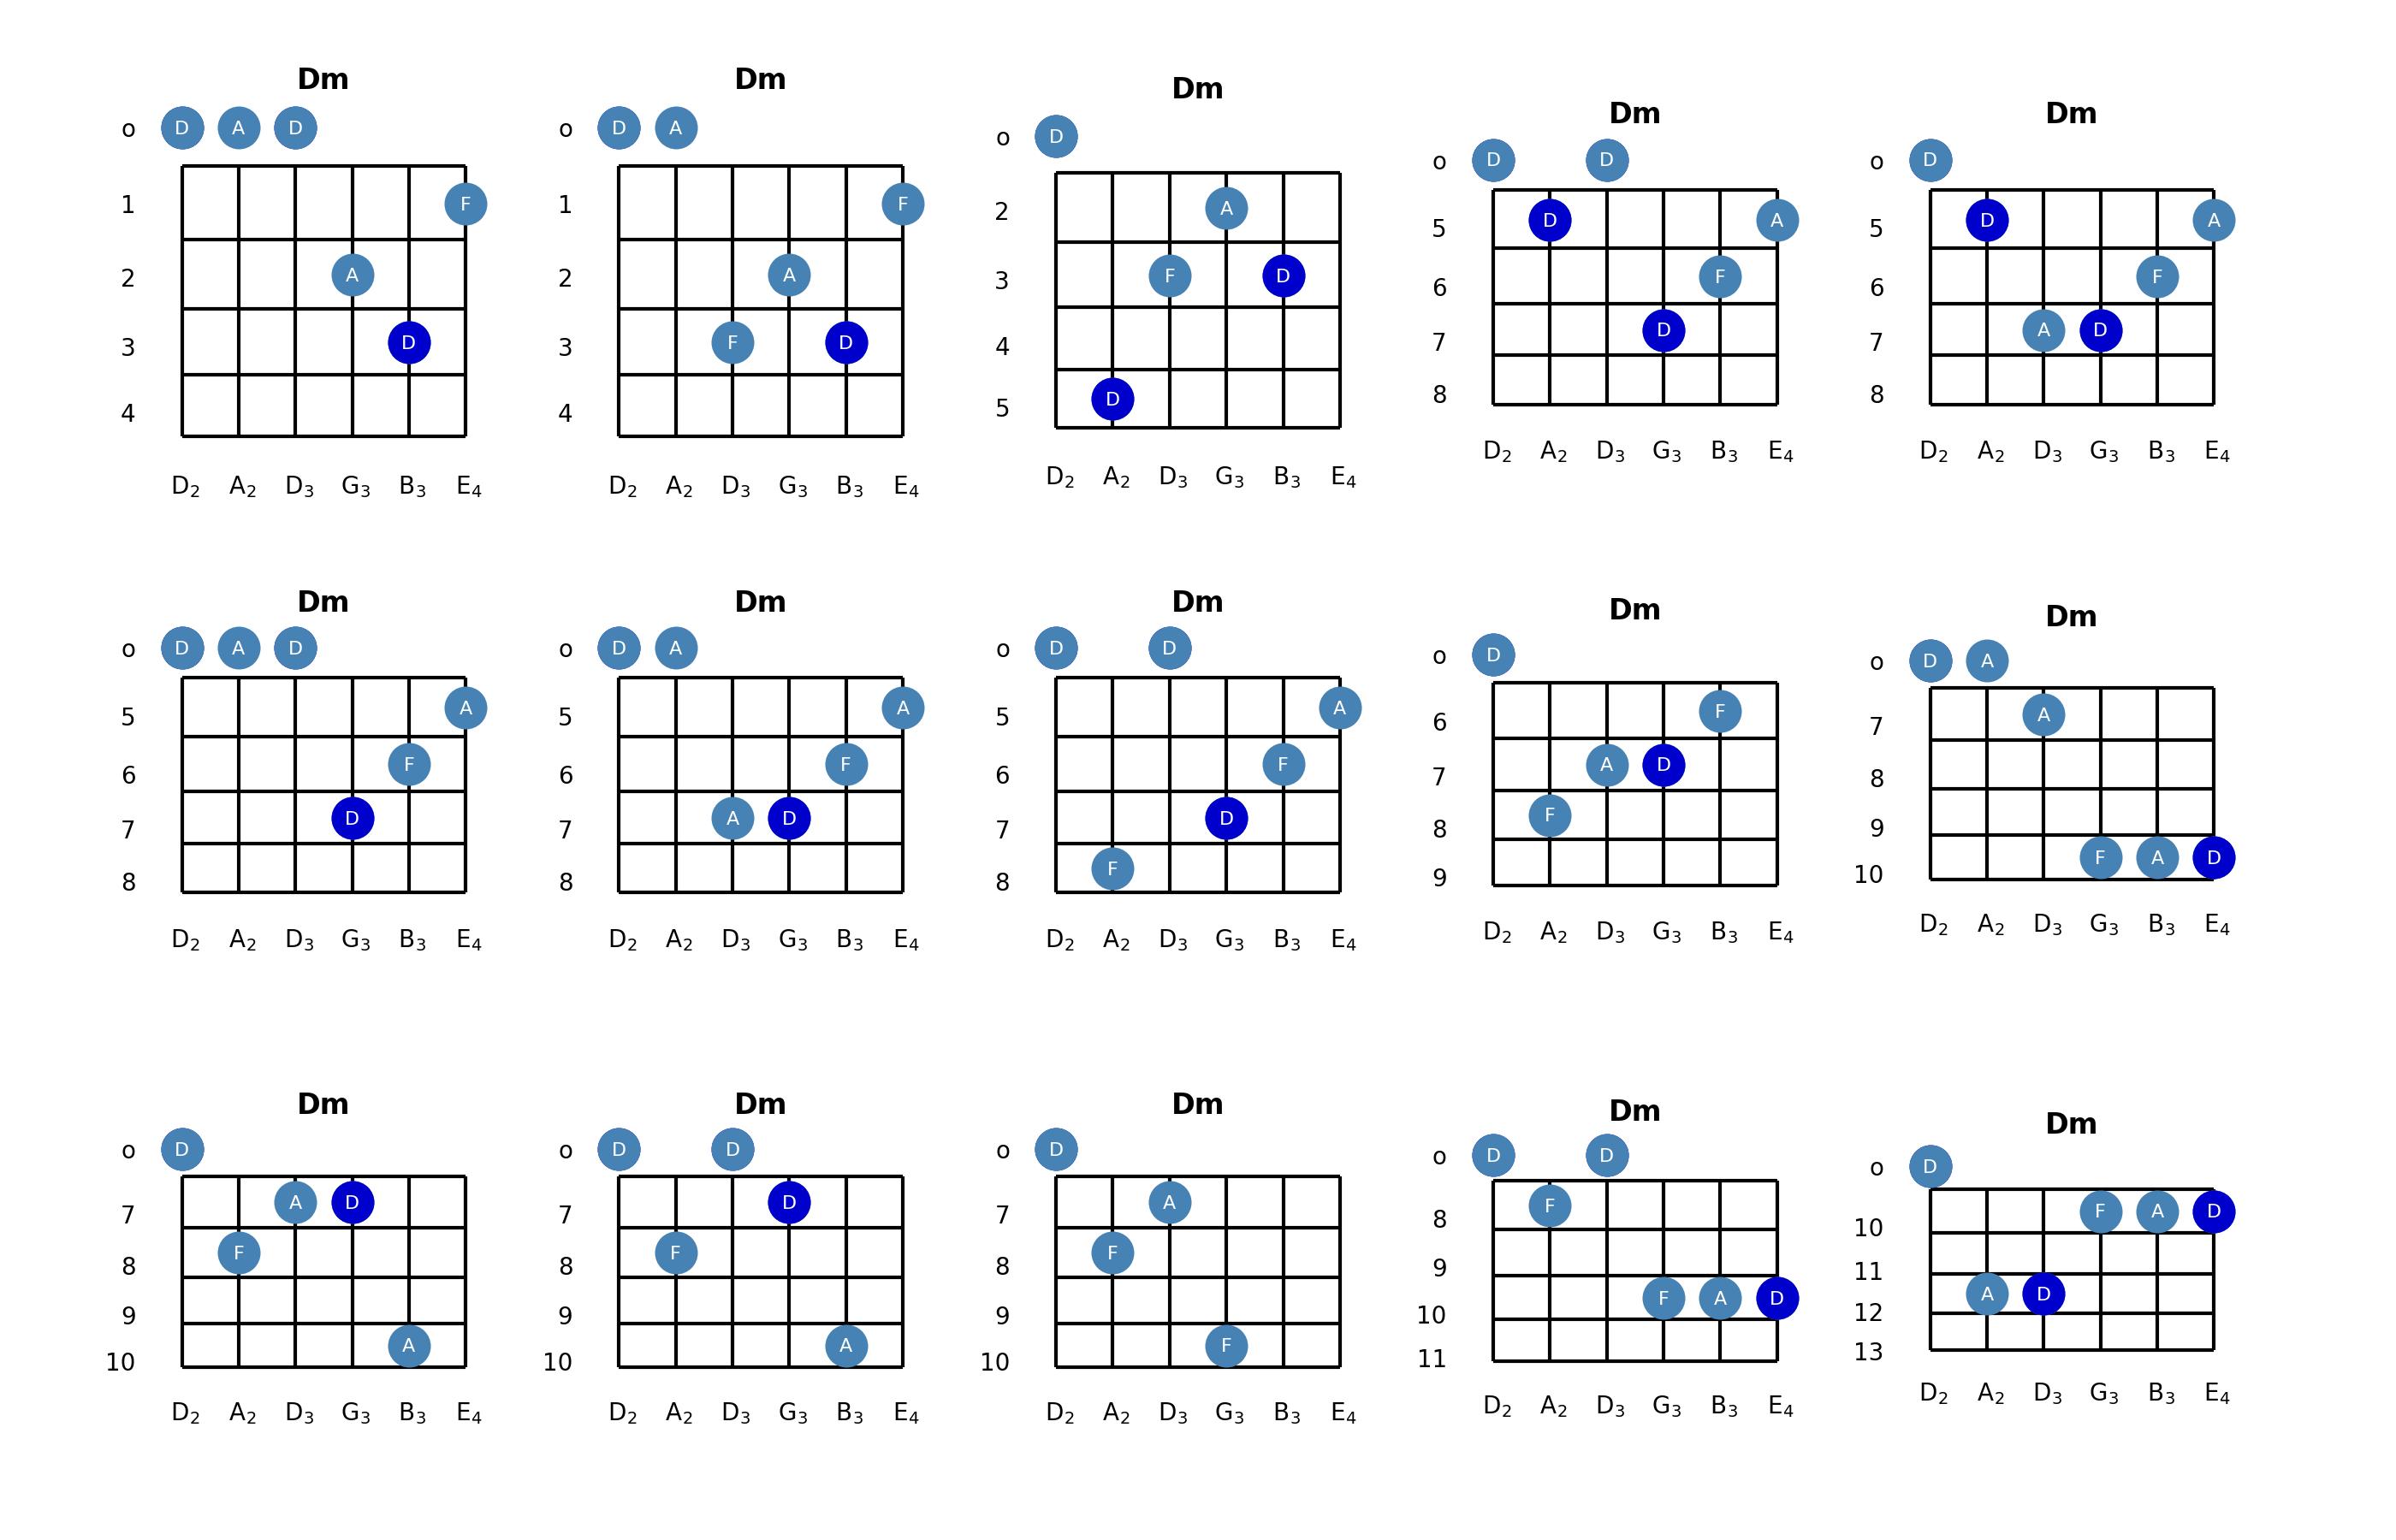 Dm
o D A D
1 F
2 A
3 D
4
D₂ A₂ D₃ G₃ B₃ E₄
Dm
o D A
1 F
2 A
3 F D
4
D₂ A₂ D₃ G₃ B₃ E₄
Dm
o D
2 A
3 F D
4
5 D
D₂ A₂ D₃ G₃ B₃ E₄
Dm
o D D
5 D A
6 F
7 D
8
D₂ A₂ D₃ G₃ B₃ E₄
Dm
o D
5 D A
6 F
7 A D
8
D₂ A₂ D₃ G₃ B₃ E₄
Dm
o D A D
5 A
6 F
7 D
8
D₂ A₂ D₃ G₃ B₃ E₄
Dm
o D A
5 A
6 F
7 A D
8
D₂ A₂ D₃ G₃ B₃ E₄
Dm
o D D
5 A
6 F
7 D
8 F
D₂ A₂ D₃ G₃ B₃ E₄
Dm
o D
6 F
7 A D
8 F
9
D₂ A₂ D₃ G₃ B₃ E₄
Dm
o D A
7 A
8
9
10 F A D
D₂ A₂ D₃ G₃ B₃ E₄
Dm
o D
7 A D
8 F
9
10 A
D₂ A₂ D₃ G₃ B₃ E₄
Dm
o D D
7 D
8 F
9
10 A
D₂ A₂ D₃ G₃ B₃ E₄
Dm
o D
7 A
8 F
9
10 F
D₂ A₂ D₃ G₃ B₃ E₄
Dm
o D D
8 F
9
10 F A D
11
D₂ A₂ D₃ G₃ B₃ E₄
Dm
o D
10 F A D
11
12 A D
13
D₂ A₂ D₃ G₃ B₃ E₄